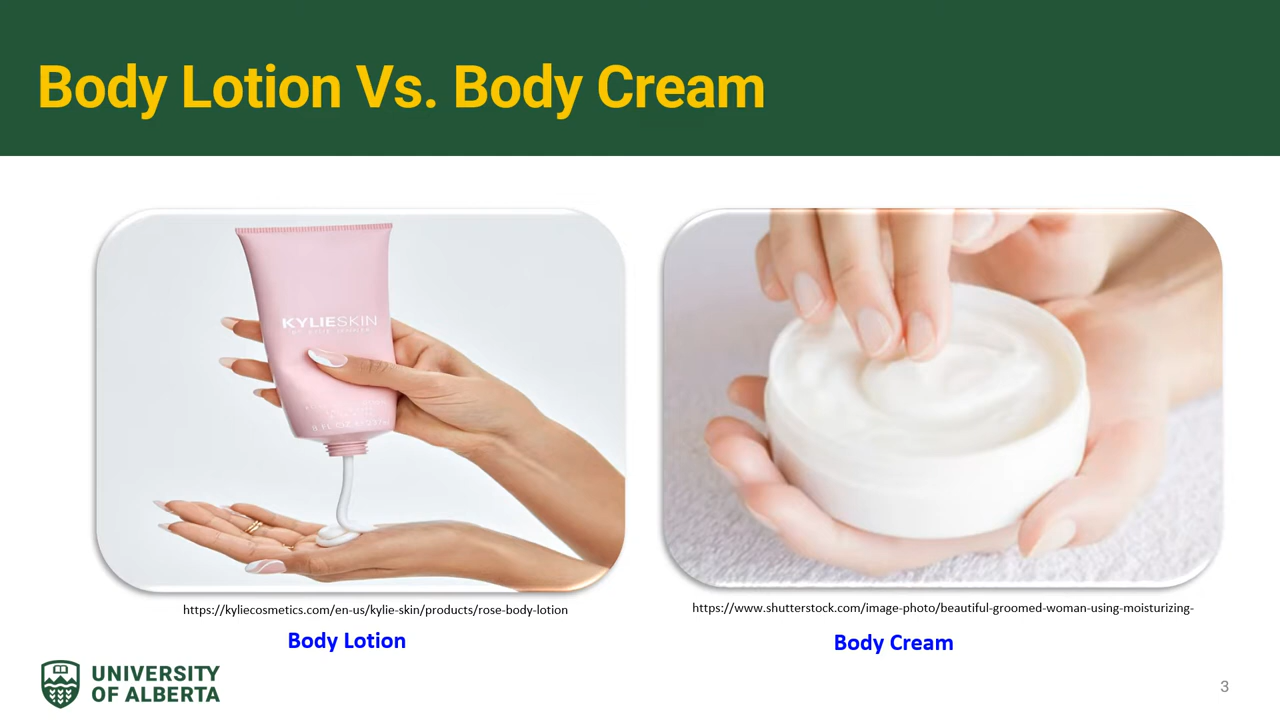 Body Lotion Vs. Body Cream
KYLIESKIN
https://kyliecosmetics.com/en-us/kylie-skin/products/rose-body-lotion
https://www.shutterstock.com/image-photo/beautiful-groomed-woman-using-moisturizing-
Body Lotion
Body Cream
UNIVERSITY
OF ALBERTA
3